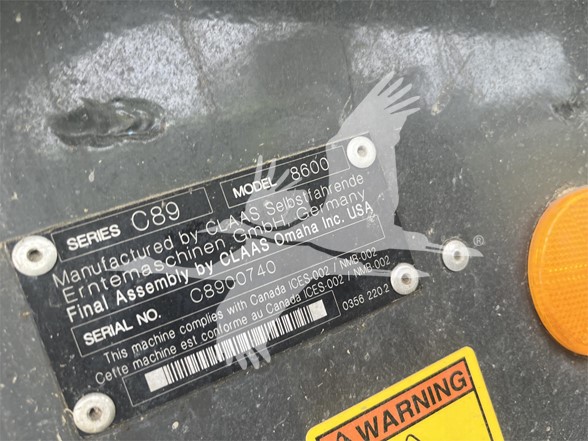 SERIES C89 MODEL 8600
Manufactured by CLAAS Selbstfahrende
Erntemaschinen GmbH, Germany
Final Assembly by CLAAS Omaha Inc. USA
SERIAL NO. C8900740
This machine complies with Canada ICES-002 / NMB-002
Cette machine est conforme au Canada ICES-002 / NMB-002
0356 220.2
WARNING
®